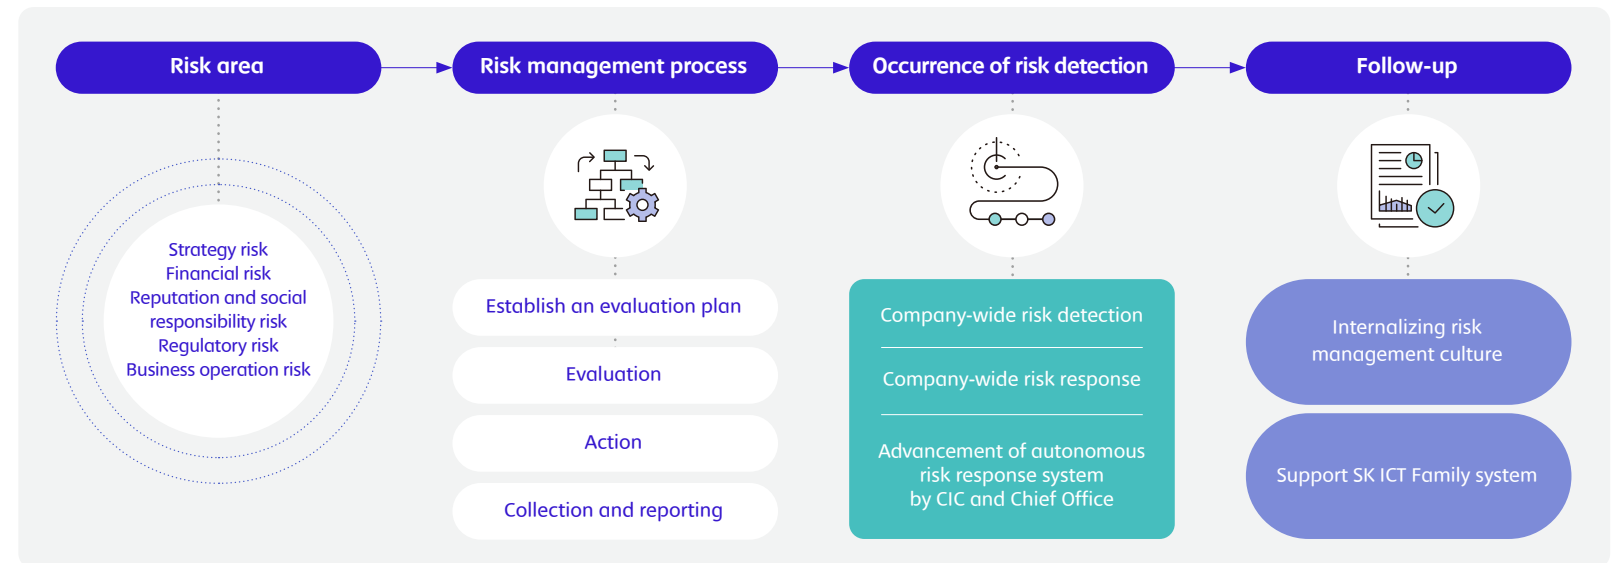 Risk area
Strategy risk
Financial risk
Reputation and social
responsibility risk
Regulatory risk
Business operation risk
Risk management process
Establish an evaluation plan
Evaluation
Action
Collection and reporting
Occurrence of risk detection
Company-wide risk detection
Company-wide risk response
Advancement of autonomous
risk response system
by CIC and Chief Office
Follow-up
Internalizing risk
management culture
Support SK ICT Family system